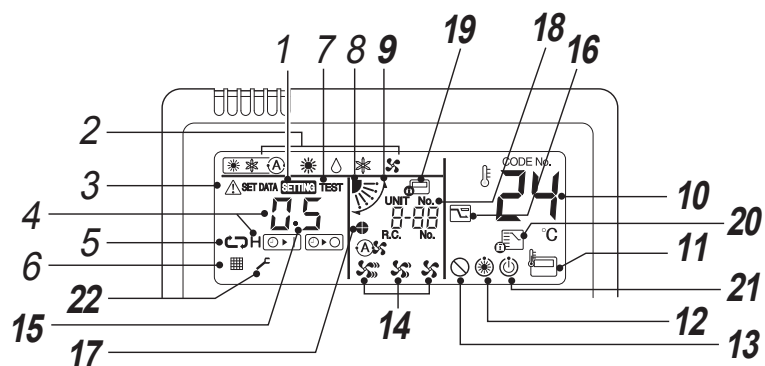 1 7 8 9 19 18 16
2
CODE No.
3 SET DATA SETTING TEST 24 10
UNIT No.
4 0.5 8-88 20
R.C. No. °C
5 H
6 A 11
22 21
15 14 12
17 13